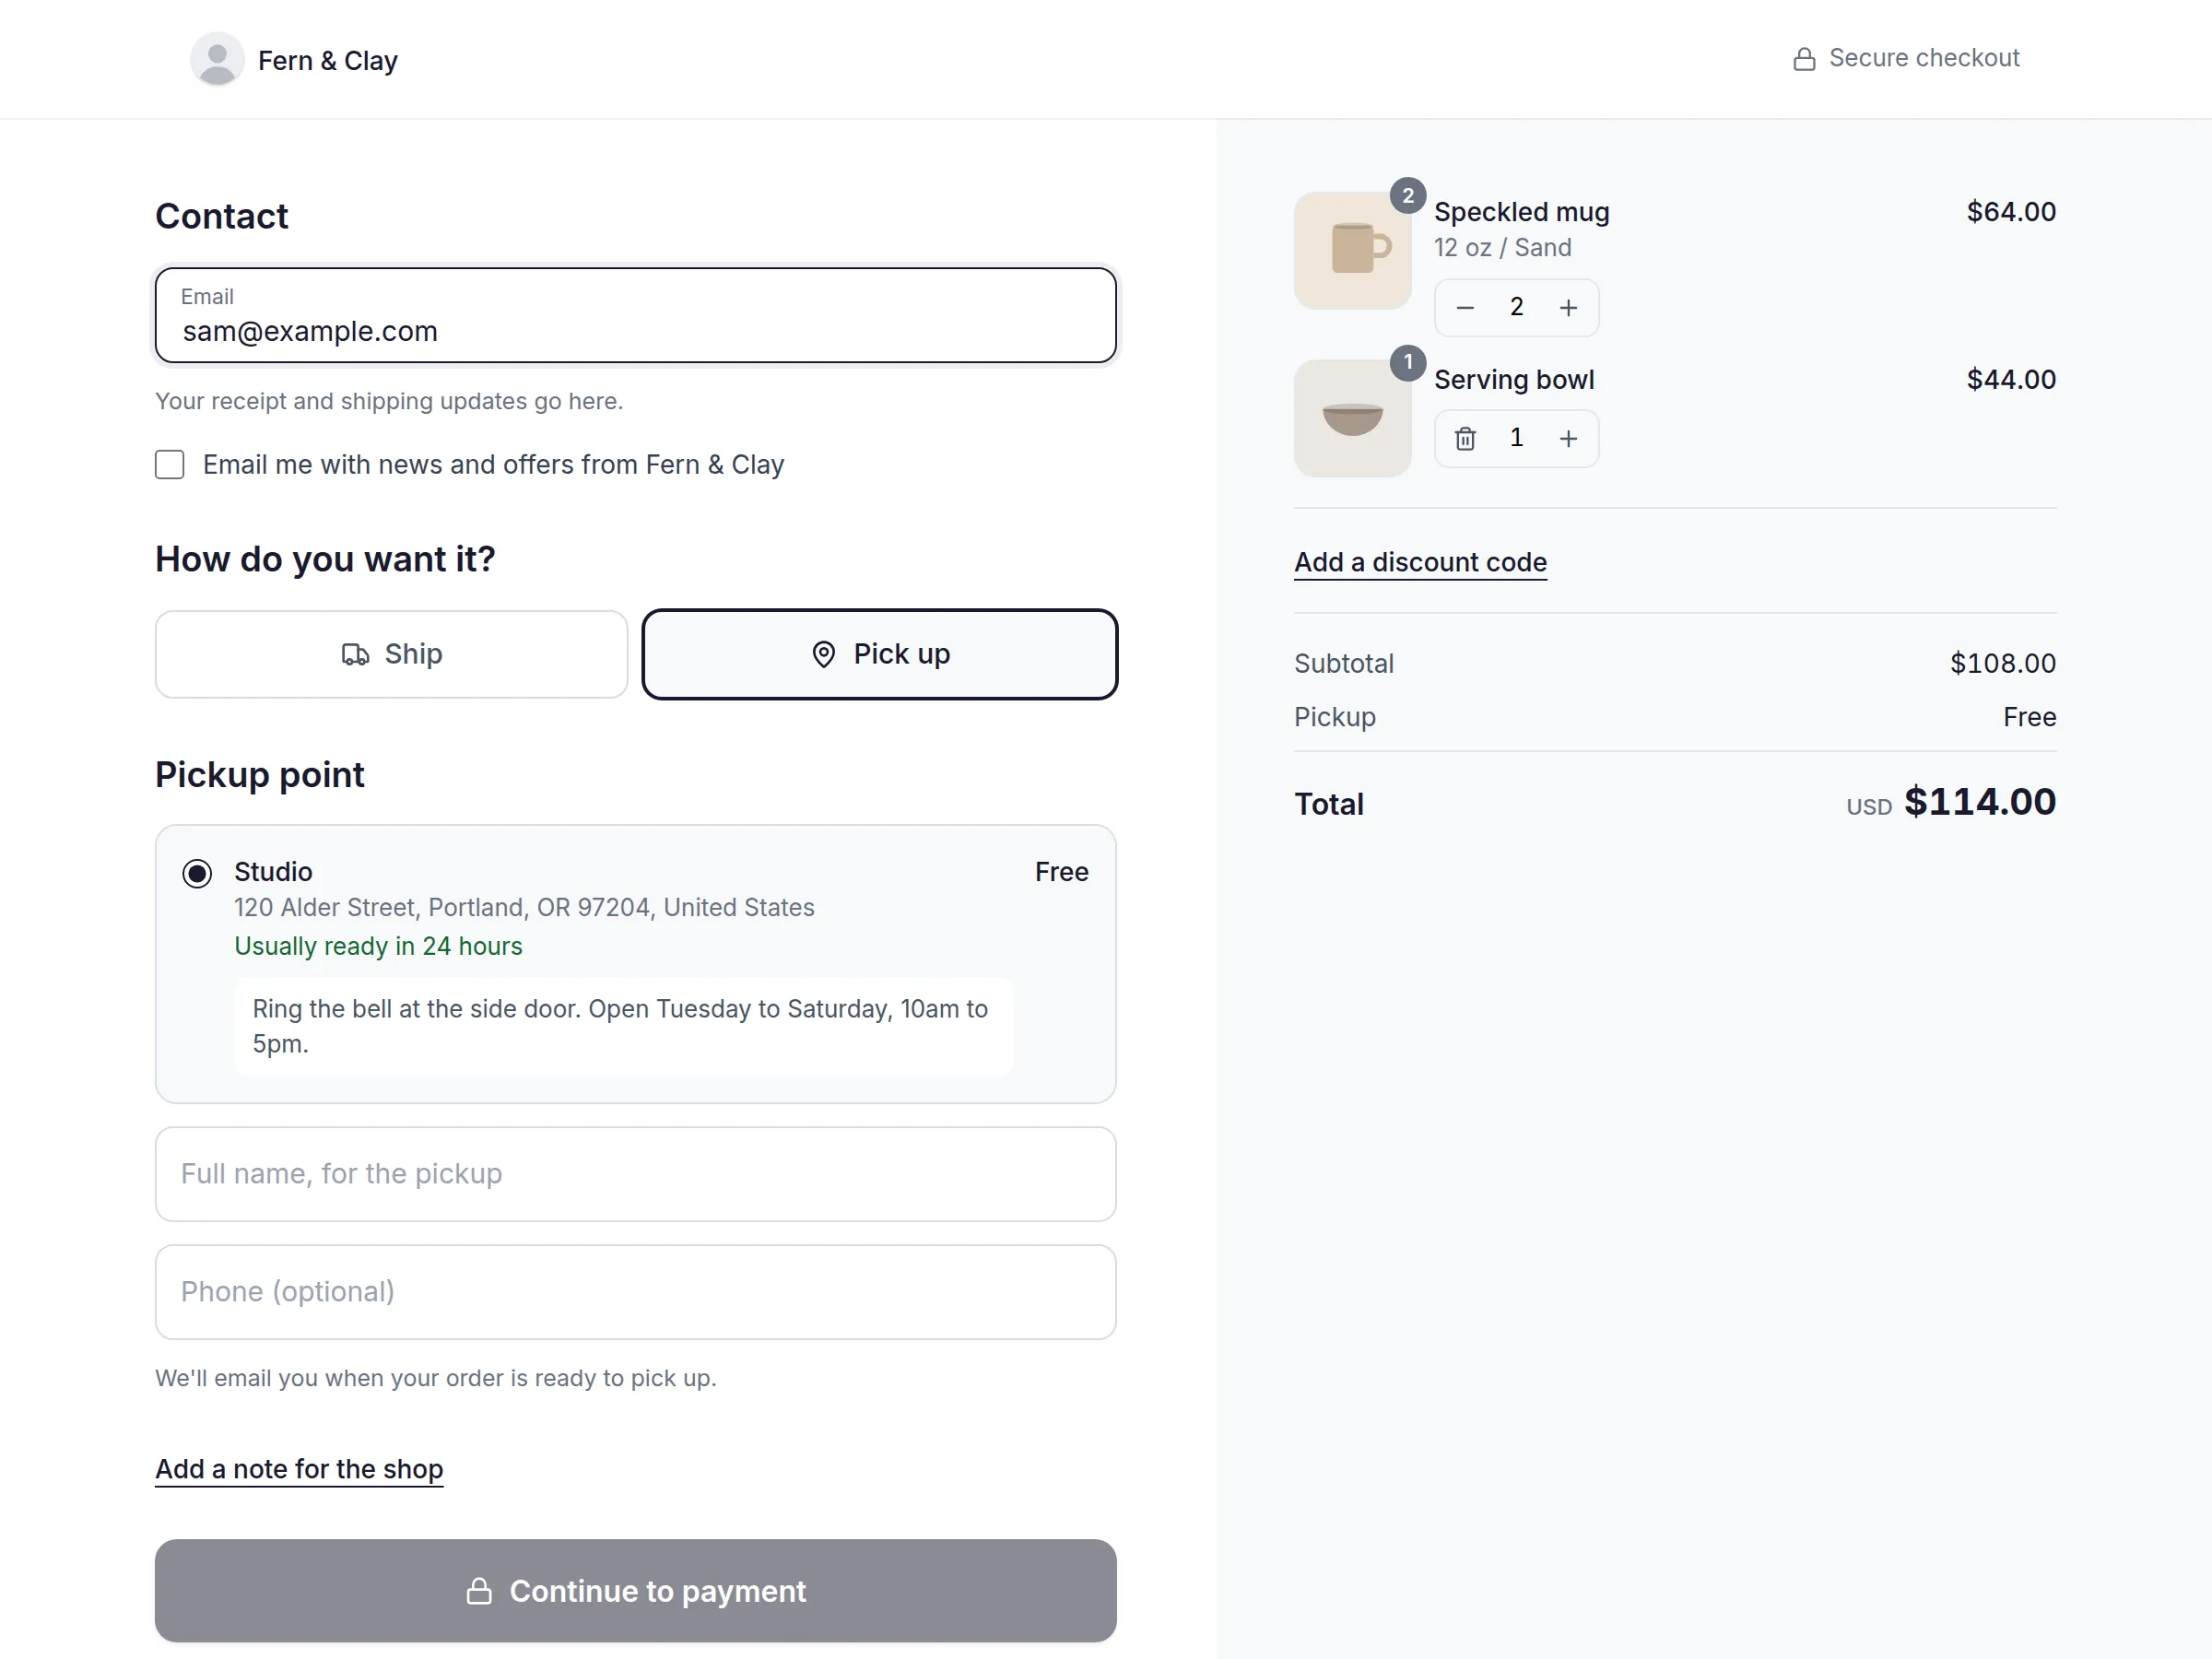 Fern & Clay
Secure checkout
Contact
Email
sam@example.com
Your receipt and shipping updates go here.
Email me with news and offers from Fern & Clay
How do you want it?
Ship
Pick up
Pickup point
Studio
Free
120 Alder Street, Portland, OR 97204, United States
Usually ready in 24 hours
Ring the bell at the side door. Open Tuesday to Saturday, 10am to
5pm.
Full name, for the pickup
Phone (optional)
We'll email you when your order is ready to pick up.
Add a note for the shop
Continue to payment
2
Speckled mug
$64.00
12 oz / Sand
2
1
Serving bowl
$44.00
1
Add a discount code
Subtotal
$108.00
Pickup
Free
Total
USD $114.00